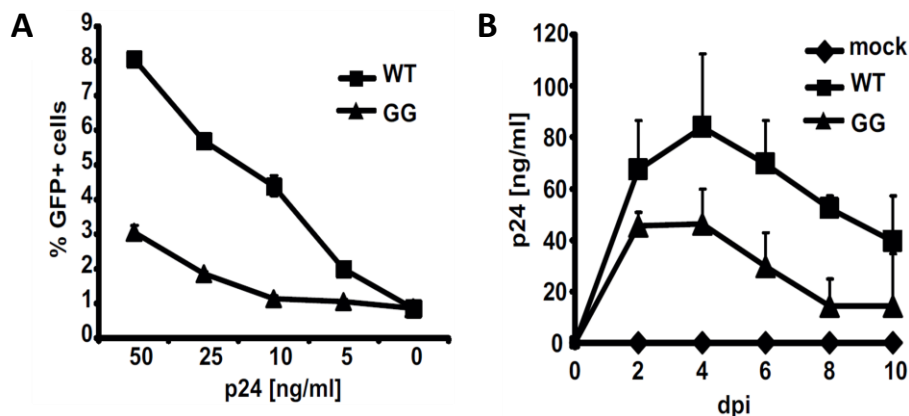 A
% GFP+ cells
9
8
7
6
5
4
3
2
1
0
50 25 10 5 0
p24 [ng/ml]
WT
GG
B
p24 [ng/ml]
120
100
80
60
40
20
0
0 2 4 6 8 10
dpi
mock
WT
GG